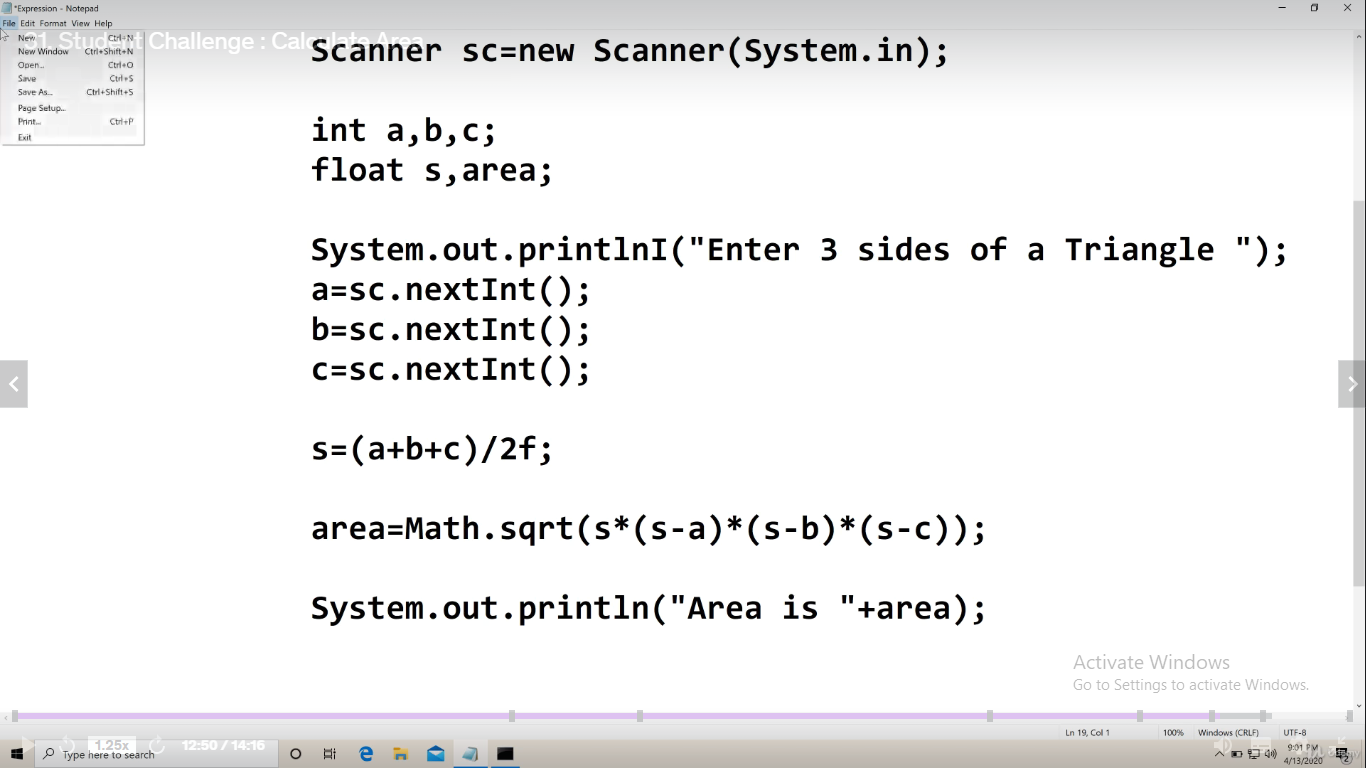 *Expression - Notepad
File Edit Format View Help
31. Student Challenge : Calculate Area
New Ctrl+N
New Window Ctrl+Shift+N
Open... Ctrl+O
Save Ctrl+S
Save As... Ctrl+Shift+S
Page Setup...
Print... Ctrl+P
Exit
Scanner sc=new Scanner(System.in);
int a,b,c;
float s,area;
System.out.printlnI("Enter 3 sides of a Triangle ");
a=sc.nextInt();
b=sc.nextInt();
c=sc.nextInt();
s=(a+b+c)/2f;
area=Math.sqrt(s*(s-a)*(s-b)*(s-c));
System.out.println("Area is "+area);
Activate Windows
Go to Settings to activate Windows.
Ln 19, Col 1 100% Windows (CRLF) UTF-8
1.25x 12:50 / 14:16
Type here to search
9:01 PM
4/13/2020
2